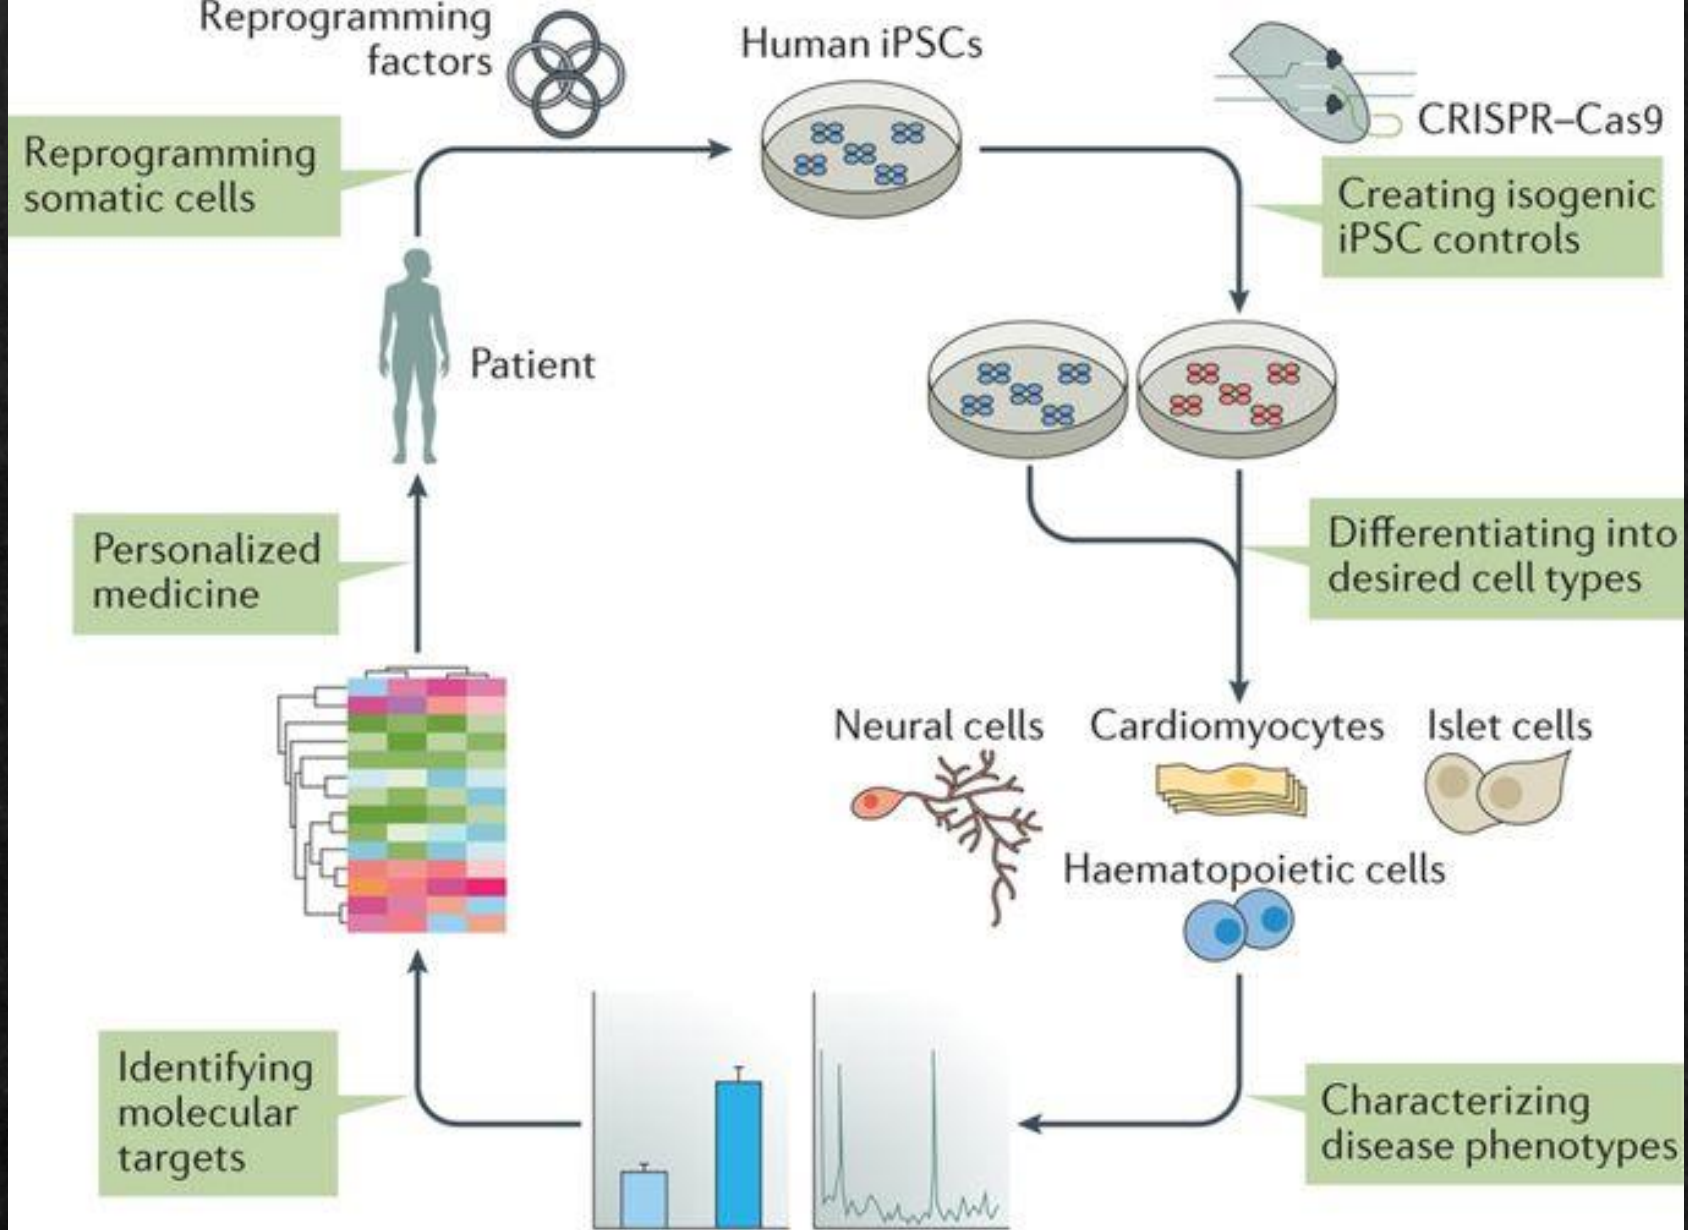 Reprogramming
factors
Human iPSCs
CRISPR–Cas9
Reprogramming
somatic cells
Creating isogenic
iPSC controls
Patient
Differentiating into
desired cell types
Personalized
medicine
Neural cells
Cardiomyocytes
Islet cells
Haematopoietic cells
Identifying
molecular
targets
Characterizing
disease phenotypes